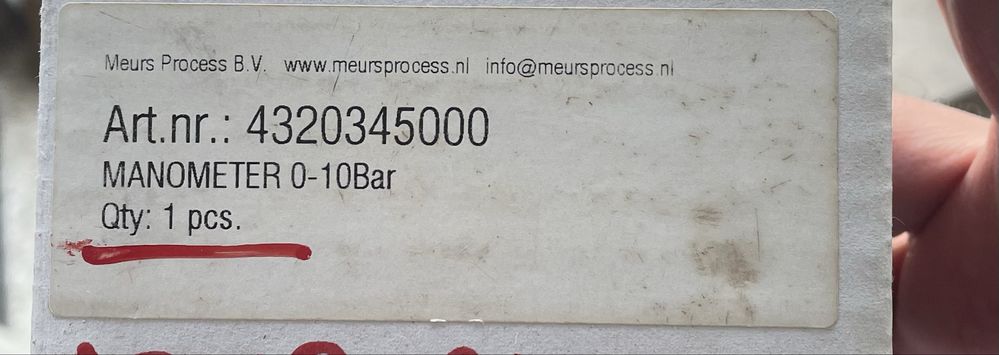 Meurs Process B.V. www.meursprocess.nl info@meursprocess.nl
Art.nr.: 4320345000
MANOMETER 0-10Bar
Qty: 1 pcs.